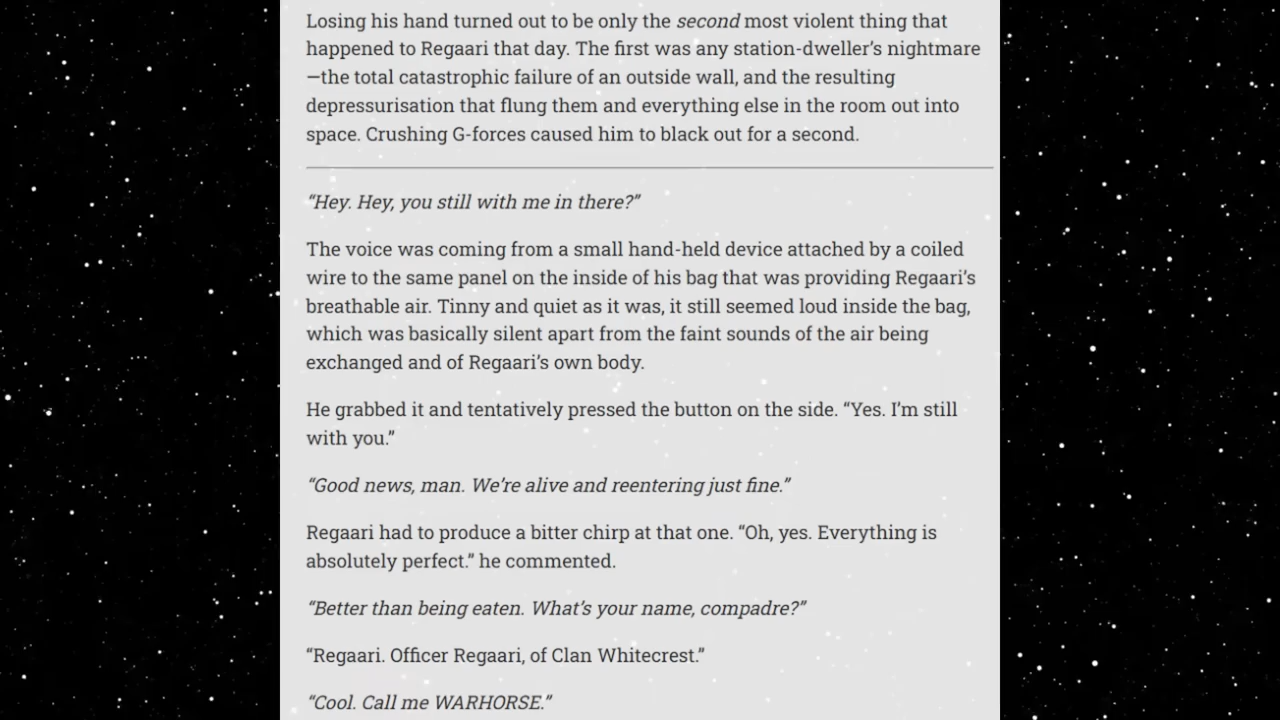 Losing his hand turned out to be only the second most violent thing that
happened to Regaari that day. The first was any station-dweller’s nightmare
—the total catastrophic failure of an outside wall, and the resulting
depressurisation that flung them and everything else in the room out into
space. Crushing G-forces caused him to black out for a second.
“Hey. Hey, you still with me in there?”
The voice was coming from a small hand-held device attached by a coiled
wire to the same panel on the inside of his bag that was providing Regaari’s
breathable air. Tinny and quiet as it was, it still seemed loud inside the bag,
which was basically silent apart from the faint sounds of the air being
exchanged and of Regaari’s own body.
He grabbed it and tentatively pressed the button on the side. “Yes. I’m still
with you.”
“Good news, man. We’re alive and reentering just fine.”
Regaari had to produce a bitter chirp at that one. “Oh, yes. Everything is
absolutely perfect.” he commented.
“Better than being eaten. What’s your name, compadre?”
“Regaari. Officer Regaari, of Clan Whitecrest.”
“Cool. Call me WARHORSE.”